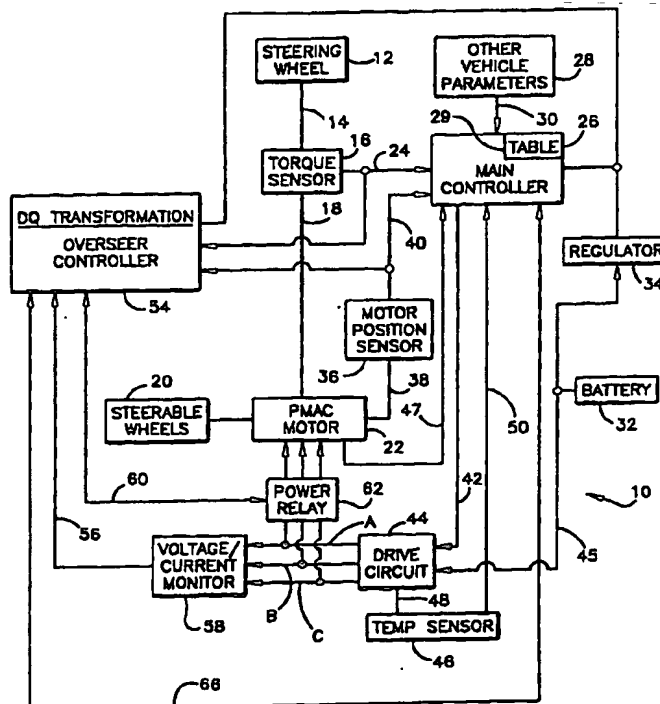 STEERING WHEEL
12
OTHER VEHICLE PARAMETERS
28
14
30
29
26
16
24
TABLE
TORQUE SENSOR
MAIN CONTROLLER
18
DQ TRANSFORMATION
OVERSEER CONTROLLER
40
REGULATOR
34
54
MOTOR POSITION SENSOR
36
38
20
47
50
BATTERY
32
STEERABLE WHEELS
PMAC MOTOR
22
60
POWER RELAY
62
42
10
56
A
44
45
VOLTAGE/ CURRENT MONITOR
DRIVE CIRCUIT
58
B
C
48
TEMP SENSOR
46
66